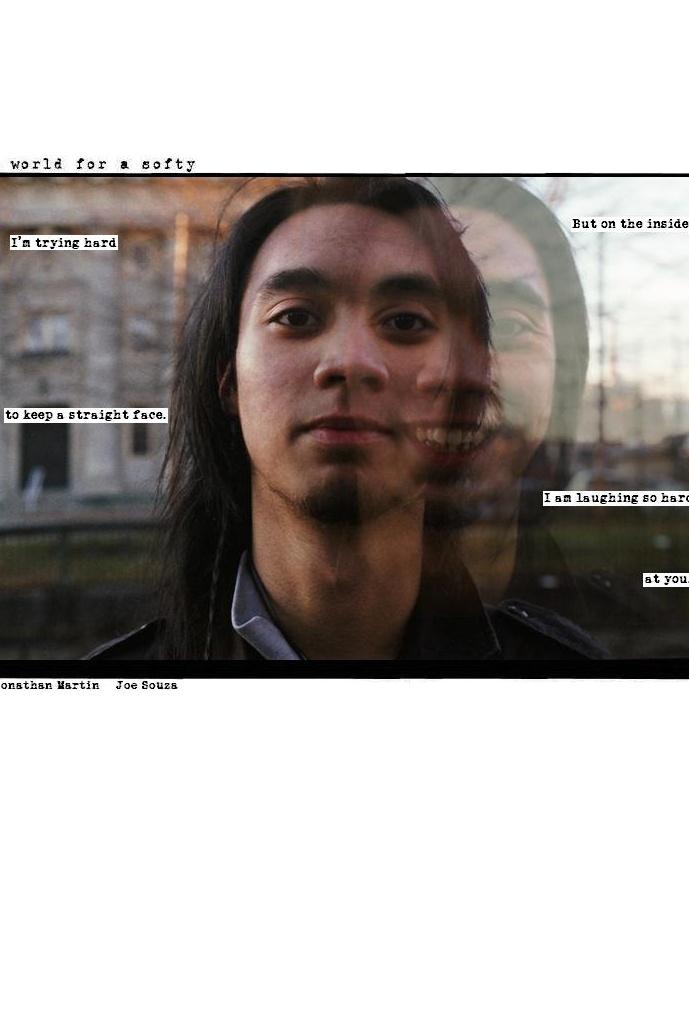 world for a softy
I'm trying hard
to keep a straight face.
But on the inside
I am laughing so hard
at you.
onathan Martin   Joe Souza